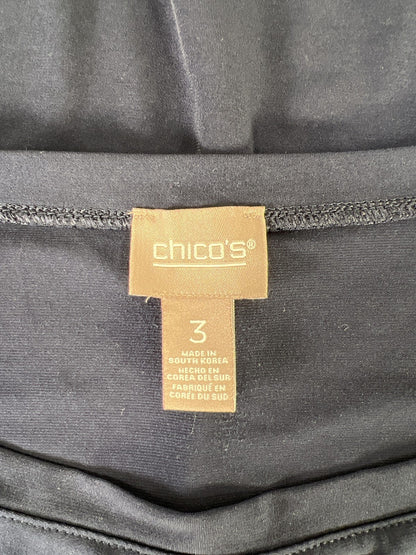 chico's®
3
MADE IN
SOUTH KOREA
HECHO EN
COREA DEL SUR
FABRIQUÉ EN
CORÉE DU SUD